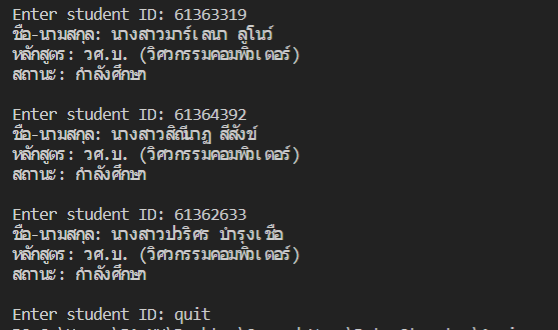 Enter student ID: 61363319
ชื่อ-นามสกุล: นางสาวมาร์เลนา ลูโนว์
หลักสูตร: วศ.บ. (วิศวกรรมคอมพิวเตอร์)
สถานะ: กำลังศึกษา
Enter student ID: 61364392
ชื่อ-นามสกุล: นางสาวสิณีนาฏ สีสังข์
หลักสูตร: วศ.บ. (วิศวกรรมคอมพิวเตอร์)
สถานะ: กำลังศึกษา
Enter student ID: 61362633
ชื่อ-นามสกุล: นางสาวปวริศร บำรุงเชื้อ
หลักสูตร: วศ.บ. (วิศวกรรมคอมพิวเตอร์)
สถานะ: กำลังศึกษา
Enter student ID: quit